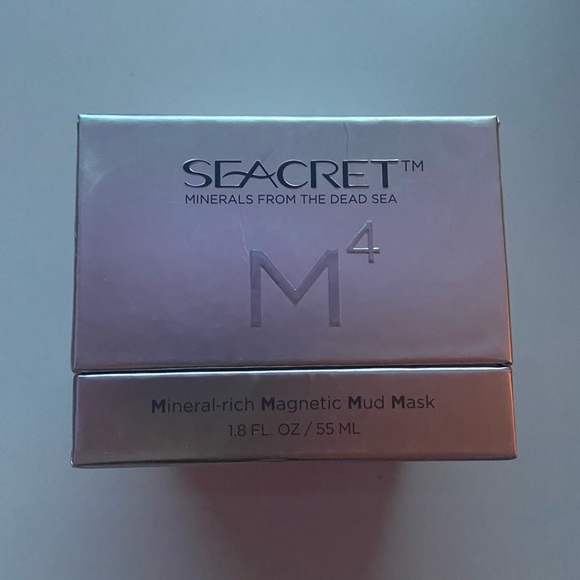 SEACRET™
MINERALS FROM THE DEAD SEA
M⁴
Mineral-rich Magnetic Mud Mask
1.8 FL. OZ / 55 ML